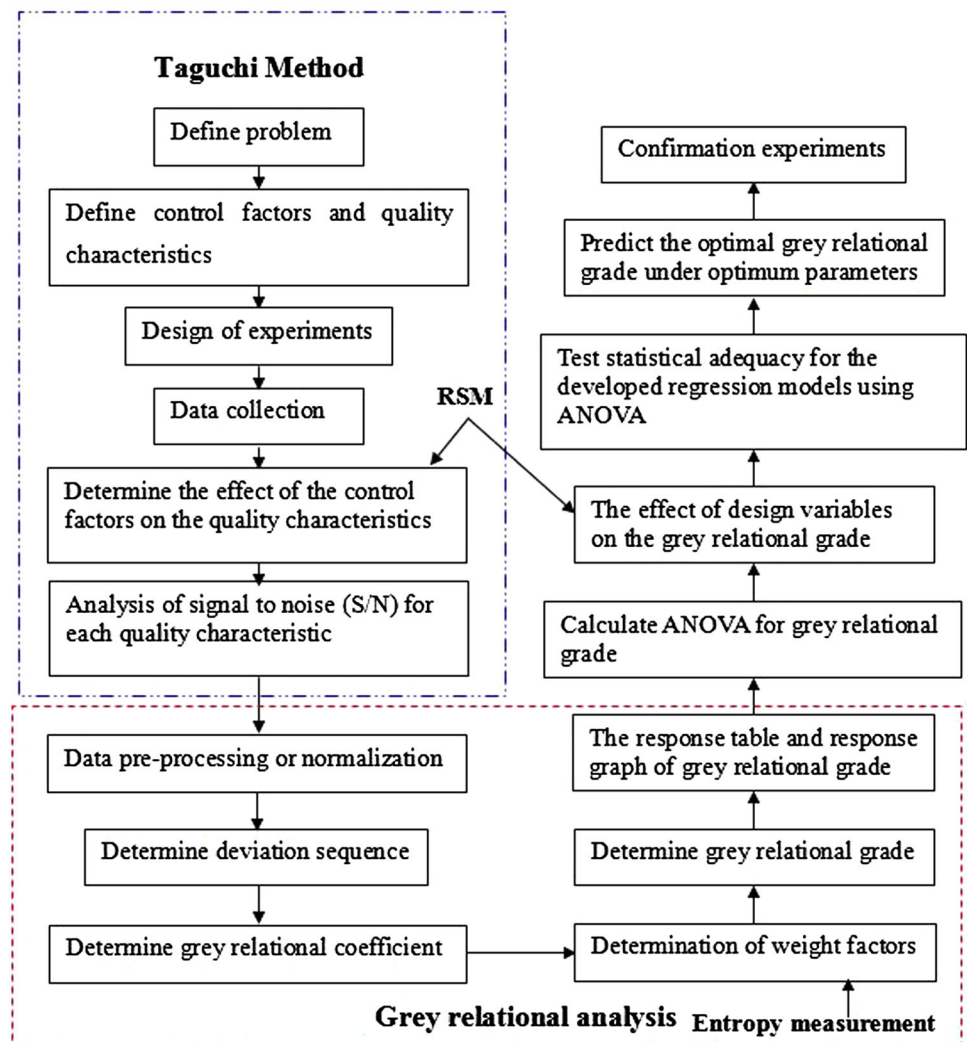 Taguchi Method
Define problem
Define control factors and quality
characteristics
Design of experiments
Data collection
Determine the effect of the control
factors on the quality characteristics
Analysis of signal to noise (S/N) for
each quality characteristic
Data pre-processing or normalization
Determine deviation sequence
Determine grey relational coefficient
RSM
Confirmation experiments
Predict the optimal grey relational
grade under optimum parameters
Test statistical adequacy for the
developed regression models using
ANOVA
The effect of design variables
on the grey relational grade
Calculate ANOVA for grey relational
grade
The response table and response
graph of grey relational grade
Determine grey relational grade
Determination of weight factors
Grey relational analysis
Entropy measurement